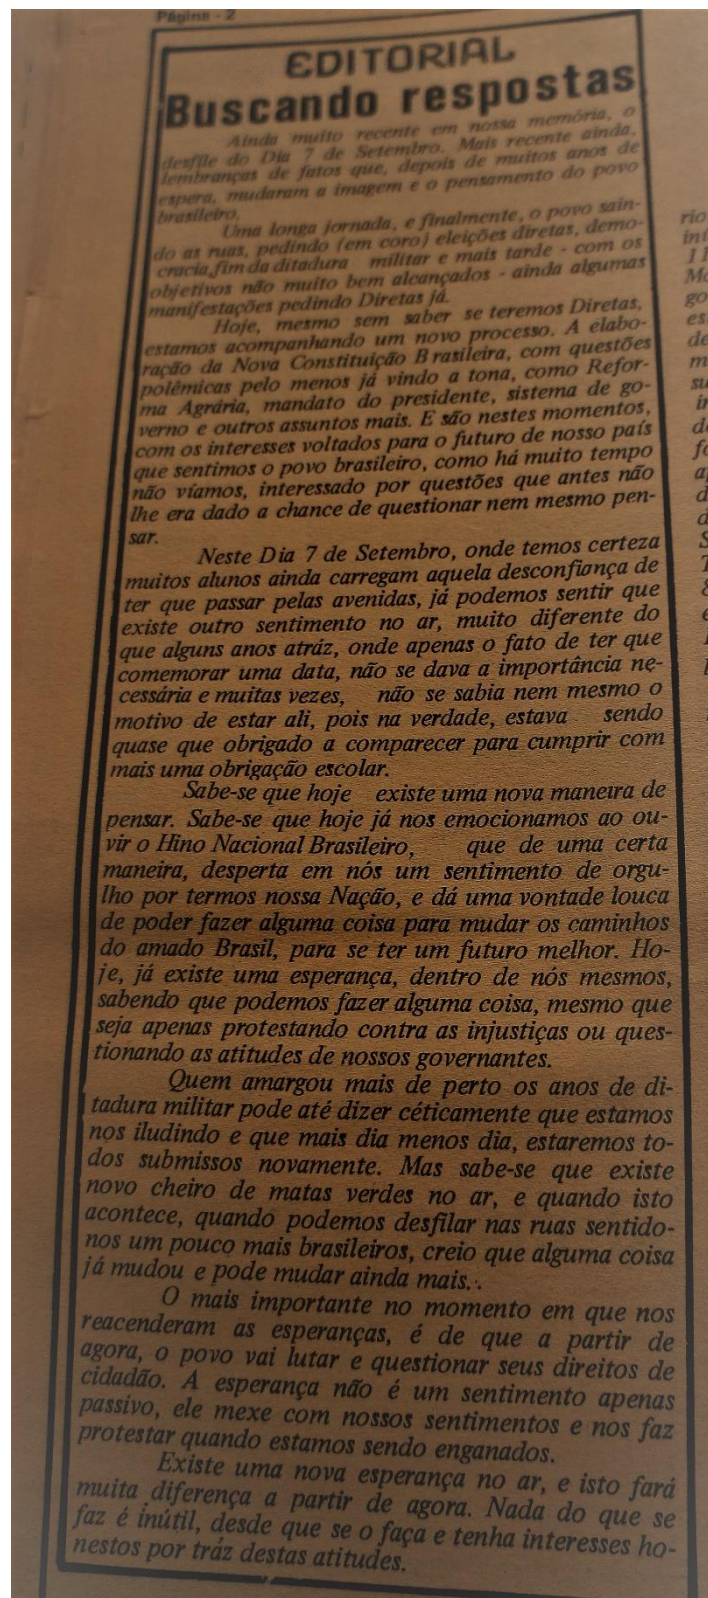 Página - 2
EDITORIAL
Buscando respostas
Ainda muito recente em nossa memória, o
desfile do Dia 7 de Setembro. Mais recente ainda,
lembranças de fatos que, depois de muitos anos de
espera, mudaram a imagem e o pensamento do povo
brasileiro.
Uma longa jornada, e finalmente, o povo sain-
do as ruas, pedindo (em coro) eleições diretas, demo-
cracia, fim da ditadura militar e mais tarde - com os
objetivos não muito bem alcançados - ainda algumas
manifestações pedindo Diretas já.
Hoje, mesmo sem saber se teremos Diretas,
estamos acompanhando um novo processo. A elabo-
ração da Nova Constituição Brasileira, com questões
polêmicas pelo menos já vindo a tona, como Refor-
ma Agrária, mandato do presidente, sistema de go-
verno e outros assuntos mais. E são nestes momentos,
com os interesses voltados para o futuro de nosso país
que sentimos o povo brasileiro, como há muito tempo
não víamos, interessado por questões que antes não
lhe era dado a chance de questionar nem mesmo pen-
sar.
Neste Dia 7 de Setembro, onde temos certeza
muitos alunos ainda carregam aquela desconfiança de
ter que passar pelas avenidas, já podemos sentir que
existe outro sentimento no ar, muito diferente do
que alguns anos atráz, onde apenas o fato de ter que
comemorar uma data, não se dava a importância ne-
cessária e muitas vezes, não se sabia nem mesmo o
motivo de estar ali, pois na verdade, estava sendo
quase que obrigado a comparecer para cumprir com
mais uma obrigação escolar.
Sabe-se que hoje existe uma nova maneira de
pensar. Sabe-se que hoje já nos emocionamos ao ou-
vir o Hino Nacional Brasileiro, que de uma certa
maneira, desperta em nós um sentimento de orgu-
lho por termos nossa Nação, e dá uma vontade louca
de poder fazer alguma coisa para mudar os caminhos
do amado Brasil, para se ter um futuro melhor. Ho-
je, já existe uma esperança, dentro de nós mesmos,
sabendo que podemos fazer alguma coisa, mesmo que
seja apenas protestando contra as injustiças ou ques-
tionando as atitudes de nossos governantes.
Quem amargou mais de perto os anos de di-
tadura militar pode até dizer céticamente que estamos
nos iludindo e que mais dia menos dia, estaremos to-
dos submissos novamente. Mas sabe-se que existe
novo cheiro de matas verdes no ar, e quando isto
acontece, quando podemos desfilar nas ruas sentido-
nos um pouco mais brasileiros, creio que alguma coisa
já mudou e pode mudar ainda mais.
O mais importante no momento em que nos
reacenderam as esperanças, é de que a partir de
agora, o povo vai lutar e questionar seus direitos de
cidadão. A esperança não é um sentimento apenas
passivo, ele mexe com nossos sentimentos e nos faz
protestar quando estamos sendo enganados.
Existe uma nova esperança no ar, e isto fará
muita diferença a partir de agora. Nada do que se
faz é inútil, desde que se o faça e tenha interesses ho-
nestos por tráz destas atitudes.